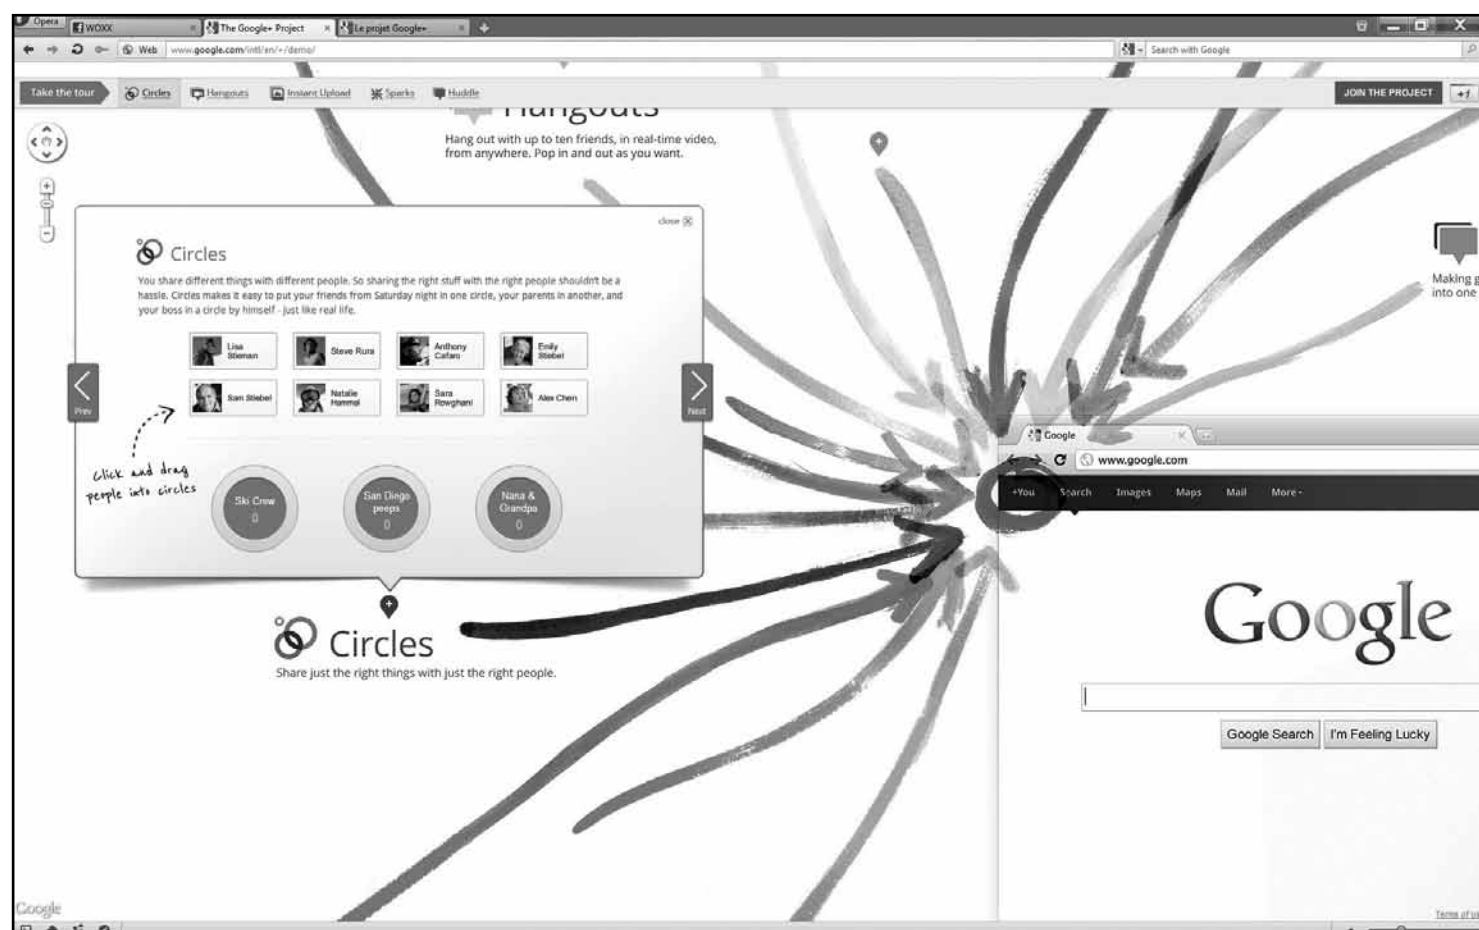 Opera
WOXX
The Google+ Project
Le projet Google+
Web
www.google.com/intl/en/+/demo/
Search with Google
Take the tour
Circles
Hangouts
Instant Upload
Sparks
Huddle
JOIN THE PROJECT
+1
Hangouts
Hang out with up to ten friends, in real-time video,
from anywhere. Pop in and out as you want.
close
Circles
You share different things with different people. So sharing the right stuff with the right people shouldn't be a
hassle. Circles makes it easy to put your friends from Saturday night in one circle, your parents in another, and
your boss in a circle by himself - just like real life.
Lisa
Stieman
Steve Rura
Anthony
Cafaro
Emily
Stiebel
Sam Stiebel
Natalie
Hammel
Sara
Rowghani
Alex Chen
Prev
Next
click and drag
people into circles
Ski Crew
0
San Diego
peeps
0
Nana &
Grandpa
0
Circles
Share just the right things with just the right people.
Making g
into one
Google
www.google.com
+You
Search
Images
Maps
Mail
More
Google
Google Search
I'm Feeling Lucky
Google
Terms of us